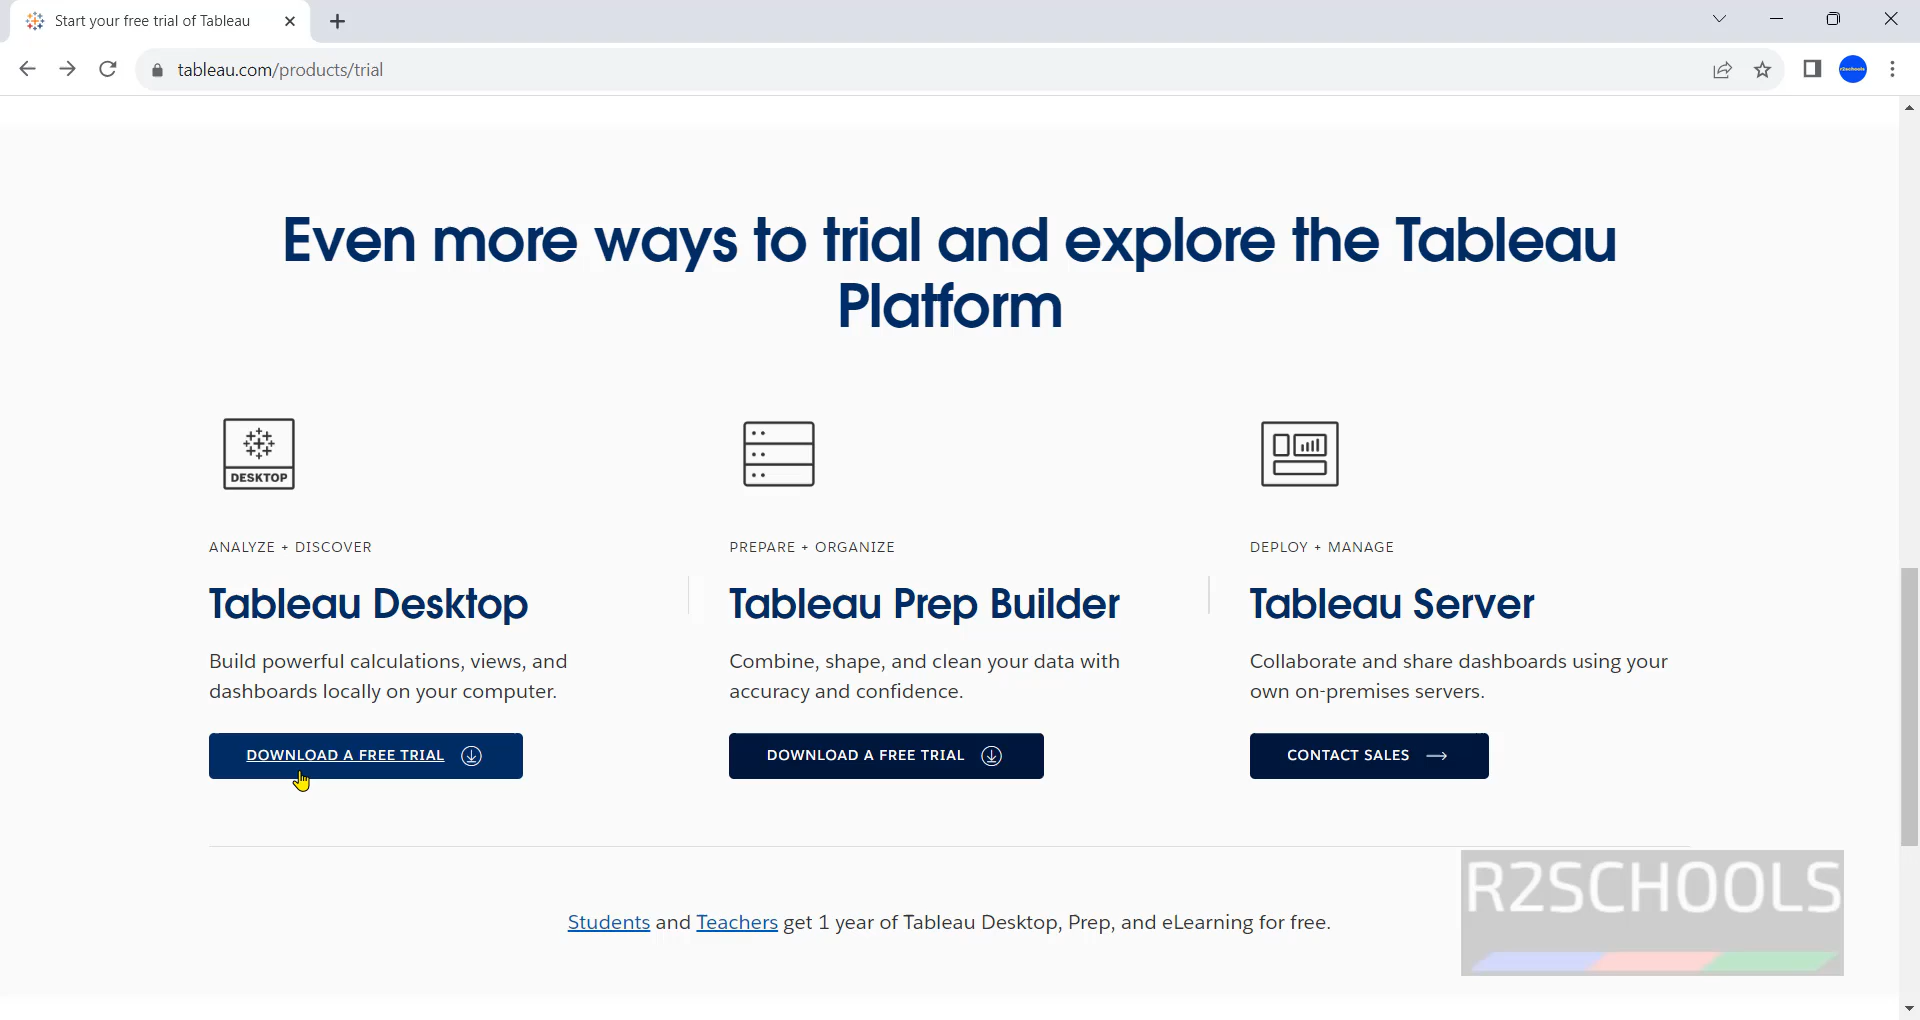 Start your free trial of Tableau
tableau.com/products/trial
r2schools
Even more ways to trial and explore the Tableau
Platform
DESKTOP
ANALYZE + DISCOVER
Tableau Desktop
Build powerful calculations, views, and
dashboards locally on your computer.
DOWNLOAD A FREE TRIAL
PREPARE + ORGANIZE
Tableau Prep Builder
Combine, shape, and clean your data with
accuracy and confidence.
DOWNLOAD A FREE TRIAL
DEPLOY + MANAGE
Tableau Server
Collaborate and share dashboards using your
own on-premises servers.
CONTACT SALES
Students and Teachers get 1 year of Tableau Desktop, Prep, and eLearning for free.
R2SCHOOLS